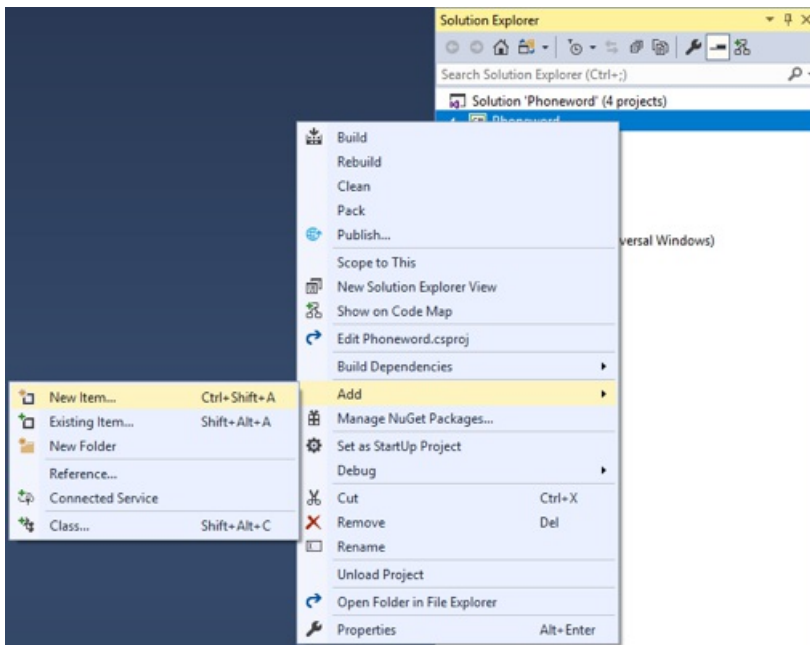 Solution Explorer
Search Solution Explorer (Ctrl+;)
Solution 'Phoneword' (4 projects)
Phoneword
Build
Rebuild
Clean
Pack
Publish...
versal Windows)
Scope to This
New Solution Explorer View
Show on Code Map
Edit Phoneword.csproj
Build Dependencies
Add
Manage NuGet Packages...
Set as StartUp Project
Debug
Cut Ctrl+X
Remove Del
Rename
Unload Project
Open Folder in File Explorer
Properties Alt+Enter
New Item... Ctrl+Shift+A
Existing Item... Shift+Alt+A
New Folder
Reference...
Connected Service
Class... Shift+Alt+C